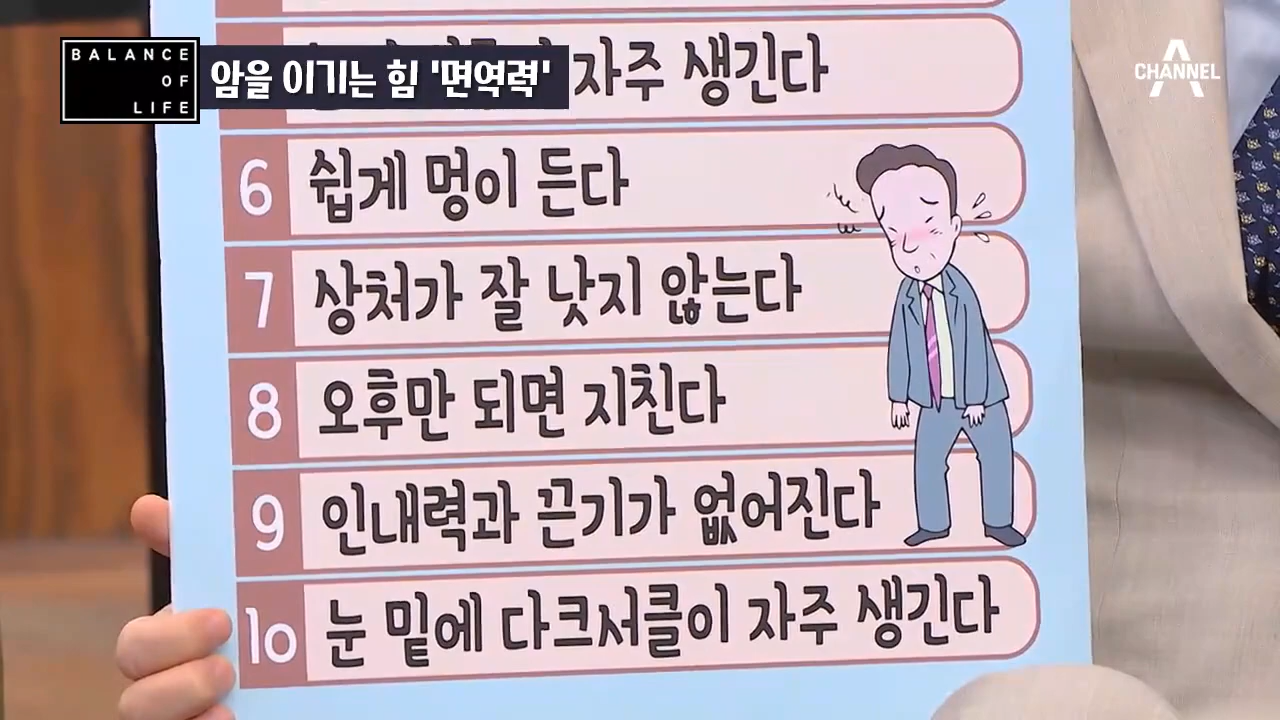 BALANCE
OF
LIFE
암을 이기는 힘 '면역력'
CHANNEL A
자주 생긴다
6 쉽게 멍이 든다
7 상처가 잘 낫지 않는다
8 오후만 되면 지친다
9 인내력과 끈기가 없어진다
10 눈 밑에 다크서클이 자주 생긴다